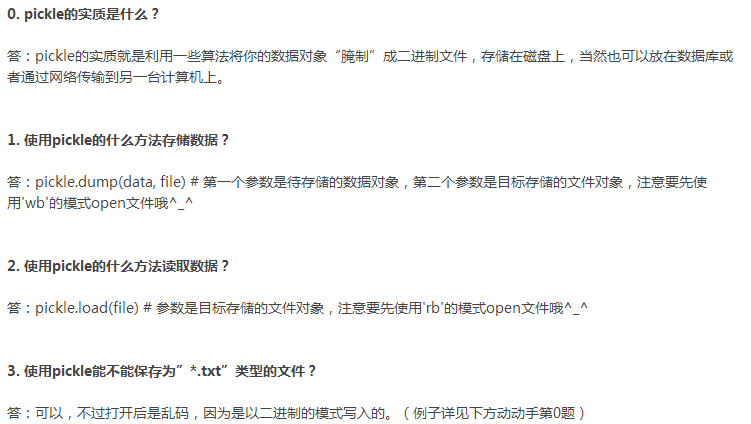 0. pickle的实质是什么？
答：pickle的实质就是利用一些算法将你的数据对象“腌制”成二进制文件，存储在磁盘上，当然也可以放在数据库或
者通过网络传输到另一台计算机上。
1. 使用pickle的什么方法存储数据？
答：pickle.dump(data, file) # 第一个参数是待存储的数据对象，第二个参数是目标存储的文件对象，注意要先使
用'wb'的模式open文件哦^_^
2. 使用pickle的什么方法读取数据？
答：pickle.load(file) # 参数是目标存储的文件对象，注意要先使用'rb'的模式open文件哦^_^
3. 使用pickle能不能保存为”*.txt”类型的文件？
答：可以，不过打开后是乱码，因为是以二进制的模式写入的。（例子详见下方动动手第0题）